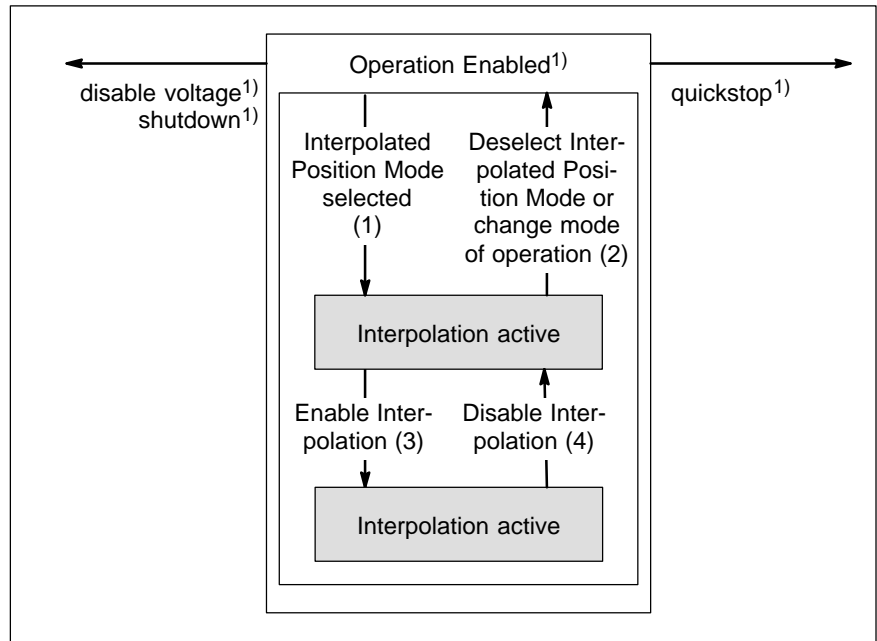 Operation Enabled1)
disable voltage1)
shutdown1)
quickstop1)
Interpolated
Position Mode
selected
(1)
Deselect Inter-
polated Posi-
tion Mode or
change mode
of operation (2)
Interpolation active
Enable Inter-
polation (3)
Disable Inter-
polation (4)
Interpolation active